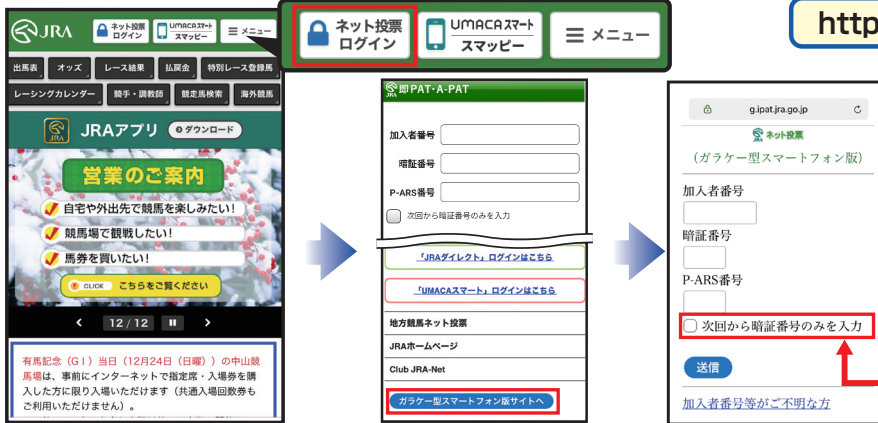 JRA
ネット投票
ログイン
UMACAスマート
スマッピー
メニュー
出馬表
オッズ
レース結果
払戻金
特別レース登録馬
レーシングカレンダー
騎手・調教師
競走馬検索
海外競馬
JRA
JRAアプリ
ダウンロード
営業のご案内
自宅や外出先で競馬を楽しみたい!
競馬場で観戦したい!
馬券を買いたい!
CLICK こちらをご覧ください
12/12
有馬記念(GⅠ)当日(12月24日(日曜))の中山競
馬場は、事前にインターネットで指定席・入場券を購
入した方に限り入場いただけます(共通入場回数券も
ご利用いただけません)。
ネット投票
ログイン
UMACAスマート
スマッピー
メニュー
JRA
即PAT・A-PAT
加入者番号
暗証番号
P-ARS番号
次回から暗証番号のみを入力
「JRAダイレクト」ログインはこちら
「UMACAスマート」ログインはこちら
地方競馬ネット投票
JRAホームページ
Club JRA-Net
ガラケー型スマートフォン版サイトへ
http
g.ipat.jra.go.jp
ネット投票
(ガラケー型スマートフォン版)
加入者番号
暗証番号
P-ARS番号
次回から暗証番号のみを入力
送信
加入者番号等がご不明な方